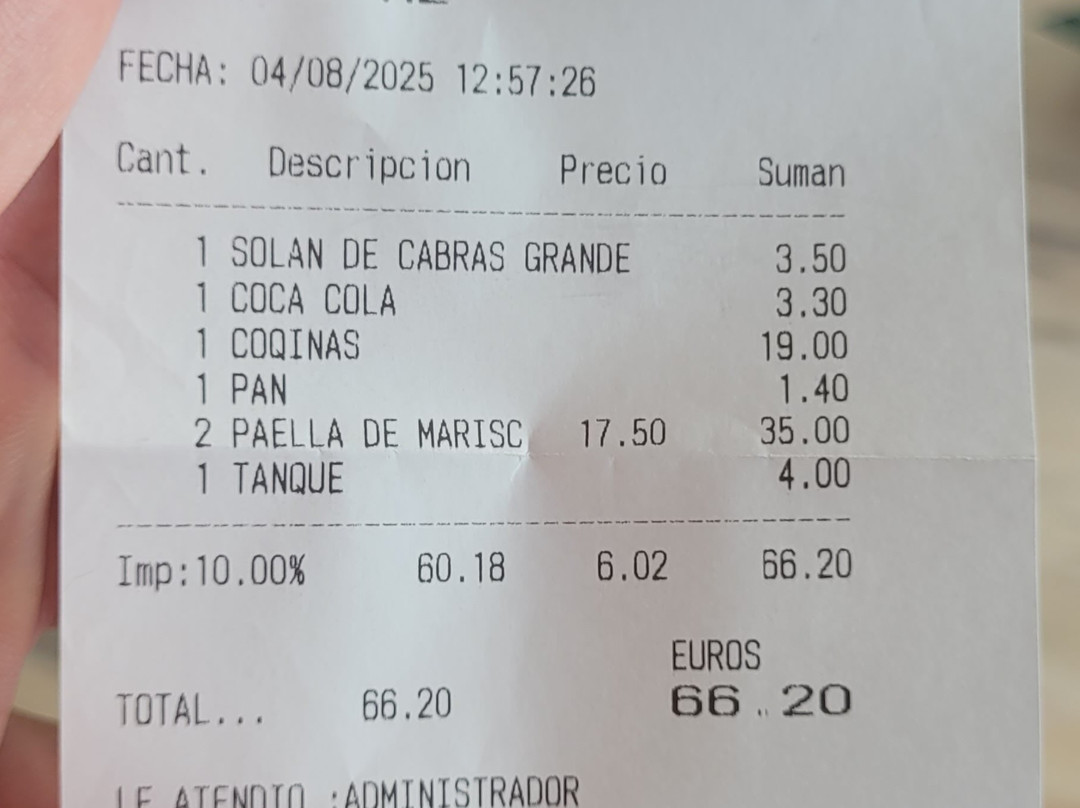 FECHA: 04/08/2025 12:57:26
Cant. Descripcion Precio Suman
1 SOLAN DE CABRAS GRANDE 3.50
1 COCA COLA 3.30
1 COQINAS 19.00
1 PAN 1.40
2 PAELLA DE MARISC 17.50 35.00
1 TANQUE 4.00
Imp:10.00% 60.18 6.02 66.20
EUROS
TOTAL... 66.20 66.20
LE ATENDIO :ADMINISTRADOR